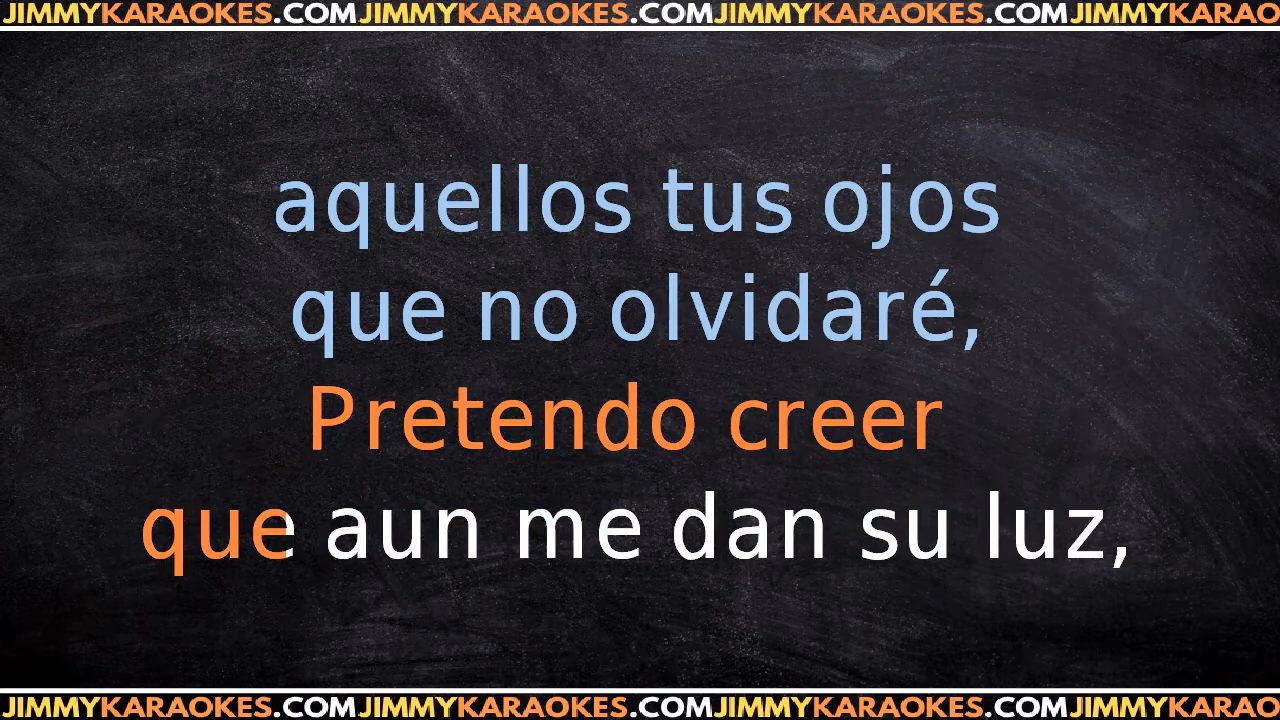 JIMMYKARAOKES.COMJIMMYKARAOKES.COMJIMMYKARAOKES.COMJIMMYKARAO
aquellos tus ojos
que no olvidaré,
Pretendo creer
que aun me dan su luz,
JIMMYKARAOKES.COMJIMMYKARAOKES.COMJIMMYKARAOKES.COMJIMMYKARAO